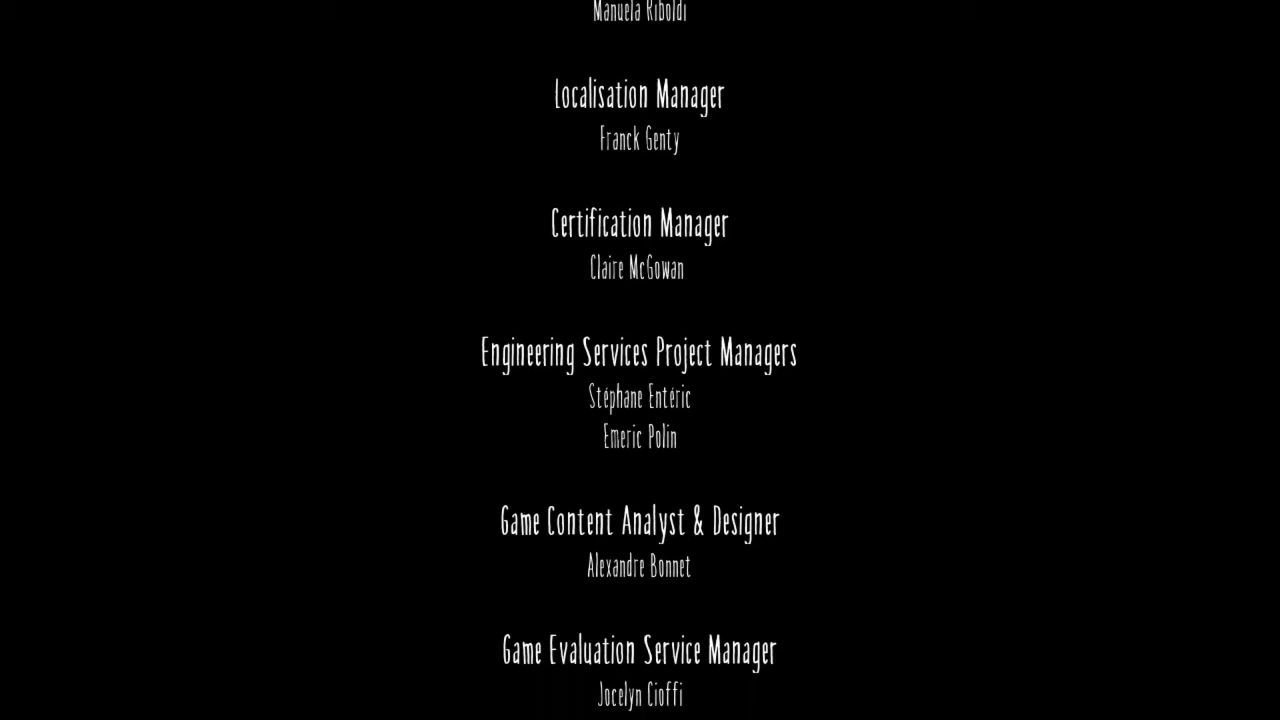 Manuela Riboldi
Localisation Manager
Franck Genty
Certification Manager
Claire McGowan
Engineering Services Project Managers
Stéphane Entéric
Emeric Polin
Game Content Analyst & Designer
Alexandre Bonnet
Game Evaluation Service Manager
Jocelyn Cioffi